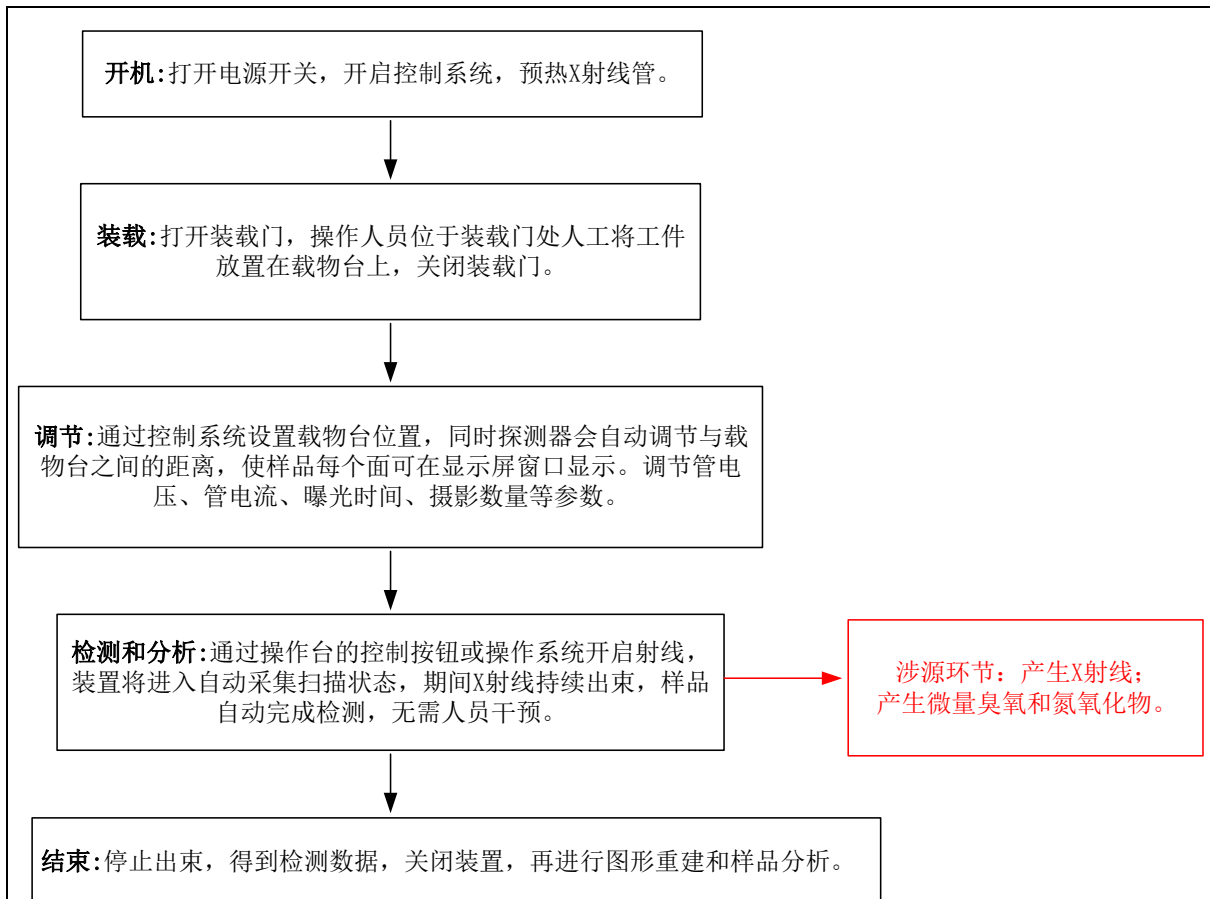 开机:打开电源开关，开启控制系统，预热X射线管。
装载:打开装载门，操作人员位于装载门处人工将工件
放置在载物台上，关闭装载门。
调节:通过控制系统设置载物台位置，同时探测器会自动调节与载
物台之间的距离，使样品每个面可在显示屏窗口显示。调节管电
压、管电流、曝光时间、摄影数量等参数。
检测和分析:通过操作台的控制按钮或操作系统开启射线，
装置将进入自动采集扫描状态，期间X射线持续出束，样品
自动完成检测，无需人员干预。
涉源环节：产生X射线；
产生微量臭氧和氮氧化物。
结束:停止出束，得到检测数据，关闭装置，再进行图形重建和样品分析。